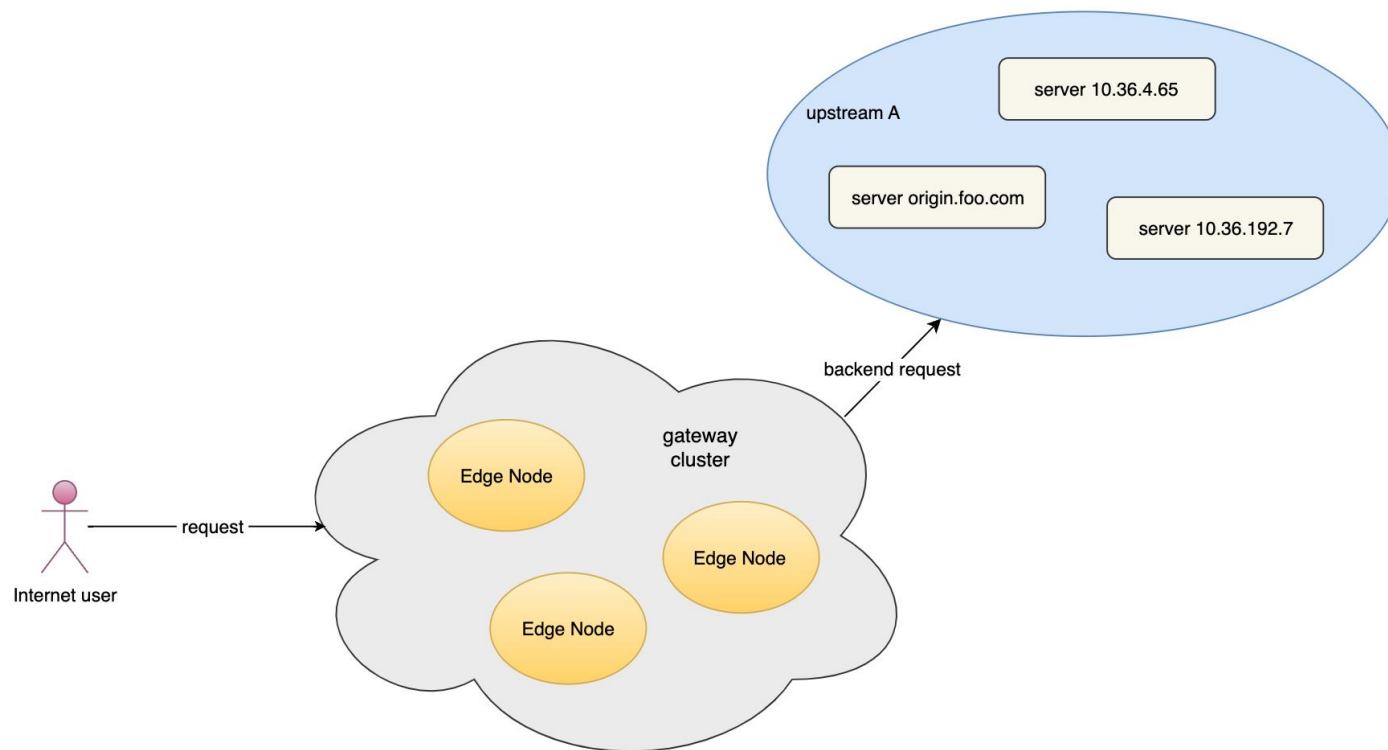 server 10.36.4.65
upstream A
server origin.foo.com
server 10.36.192.7
backend request
gateway
cluster
Edge Node
Edge Node
Edge Node
request
Internet user